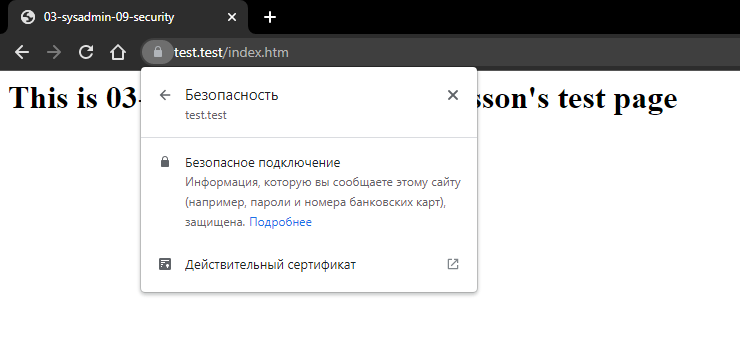 03-sysadmin-09-security
test.test/index.htm
This is 03- sson's test page
Безопасность
test.test
Безопасное подключение
Информация, которую вы сообщаете этому сайту
(например, пароли и номера банковских карт),
защищена. Подробнее
Действительный сертификат